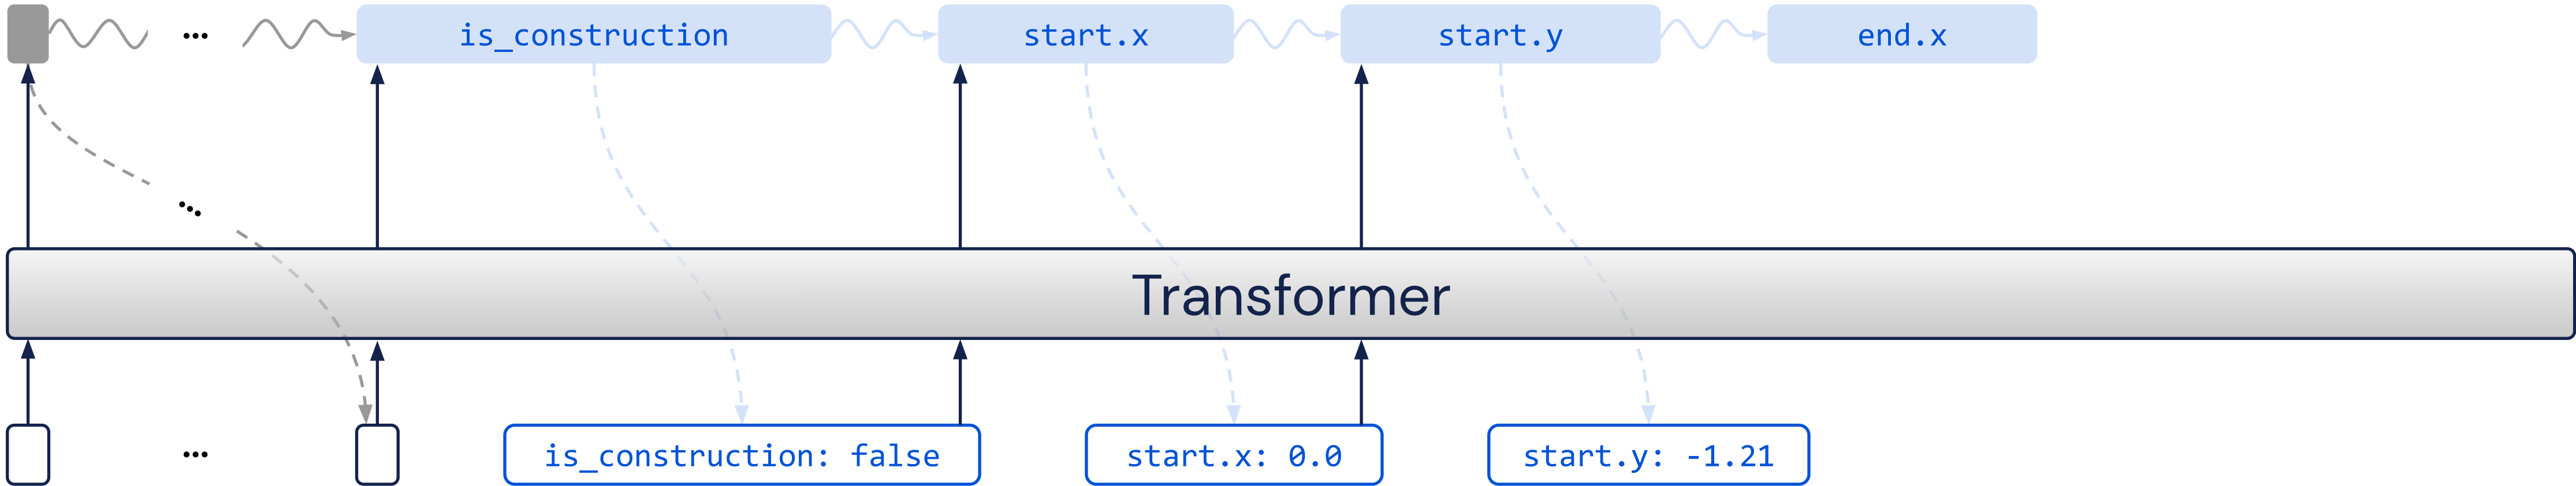 ... is_construction start.x start.y end.x
...
Transformer
... is_construction: false start.x: 0.0 start.y: -1.21